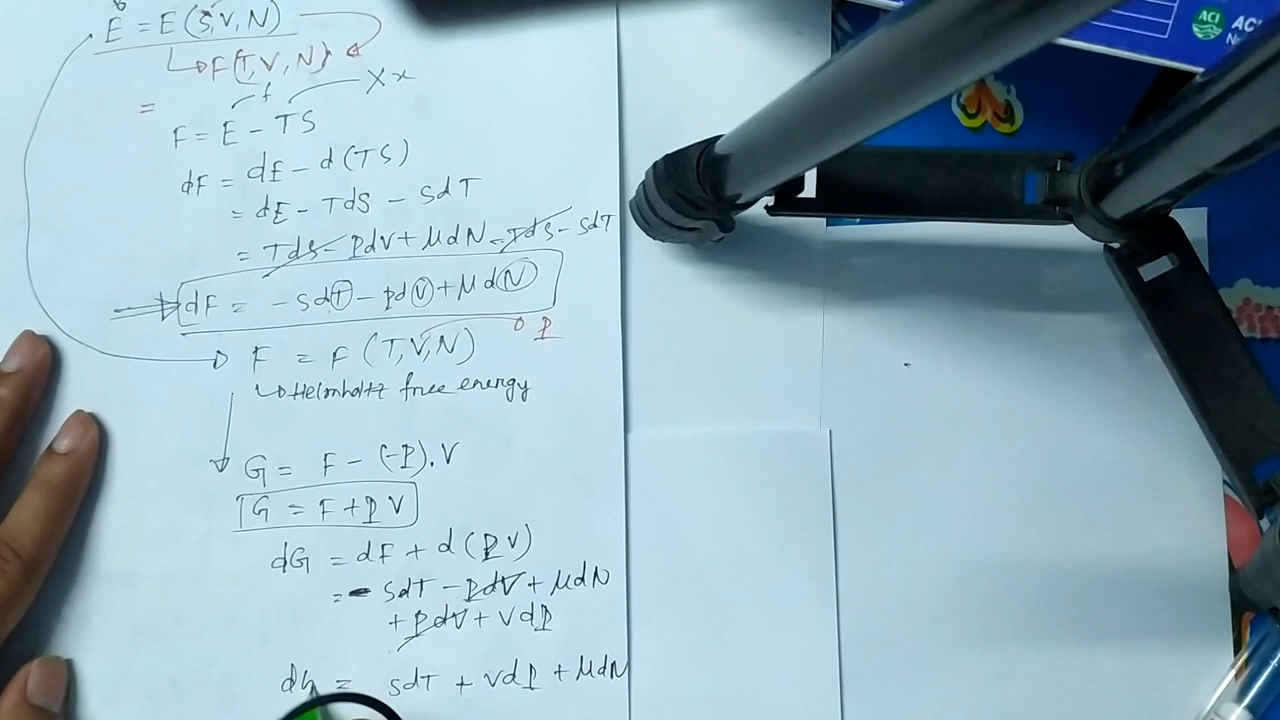 E = E (S, V, N)
F(T, V, N)
= X x
F = E - TS
dF = dE - d(TS)
= dE - TdS - SdT
= TdS - PdV + μdN - TdS - SdT
dF = - SdT - PdV + μdN
P
F = F (T, V, N)
Helmholtz free energy
G = F - (-P).V
G = F + PV
dG = dF + d(PV)
= - SdT - PdV + μdN
+ PdV + VdP
dG = SdT + VdP + μdN
ACI